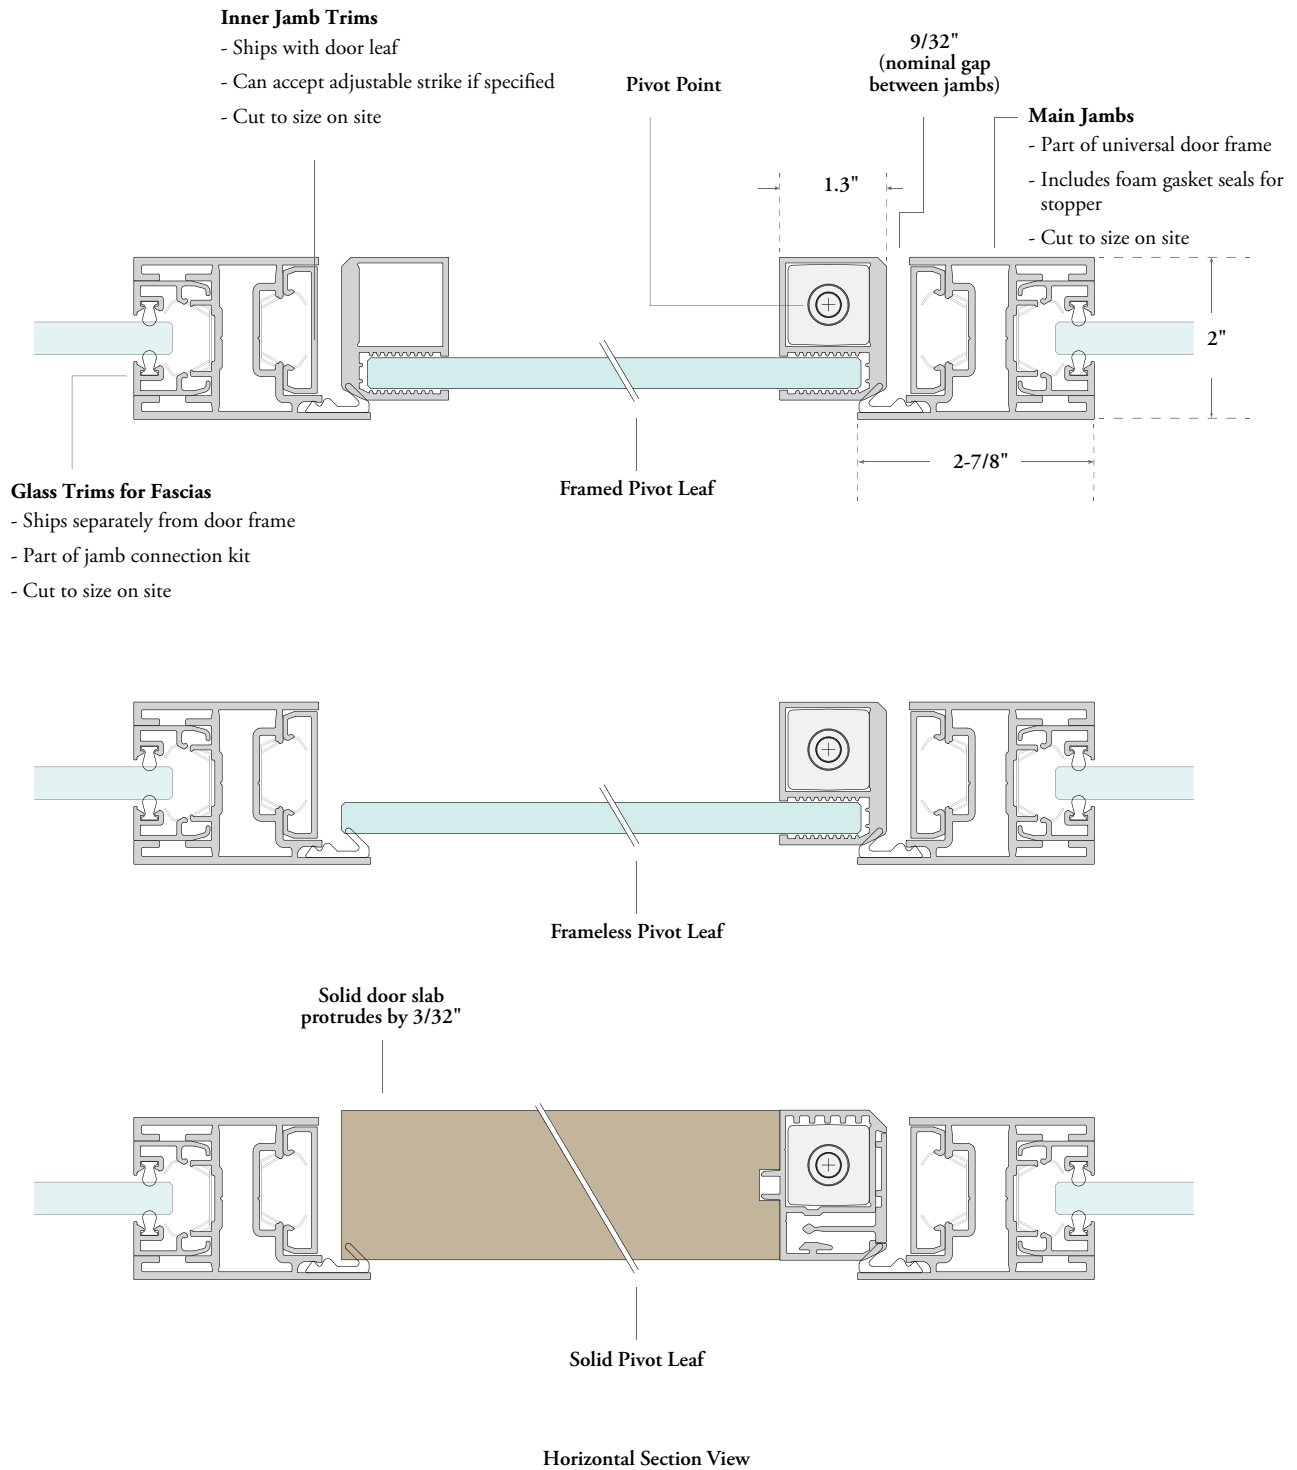 Inner Jamb Trims
- Ships with door leaf
- Can accept adjustable strike if specified
- Cut to size on site
Pivot Point
9/32"
(nominal gap
between jambs)
Main Jambs
- Part of universal door frame
- Includes foam gasket seals for
stopper
- Cut to size on site
1.3"
2"
2-7/8"
Framed Pivot Leaf
Glass Trims for Fascias
- Ships separately from door frame
- Part of jamb connection kit
- Cut to size on site
Frameless Pivot Leaf
Solid door slab
protrudes by 3/32"
Solid Pivot Leaf
Horizontal Section View